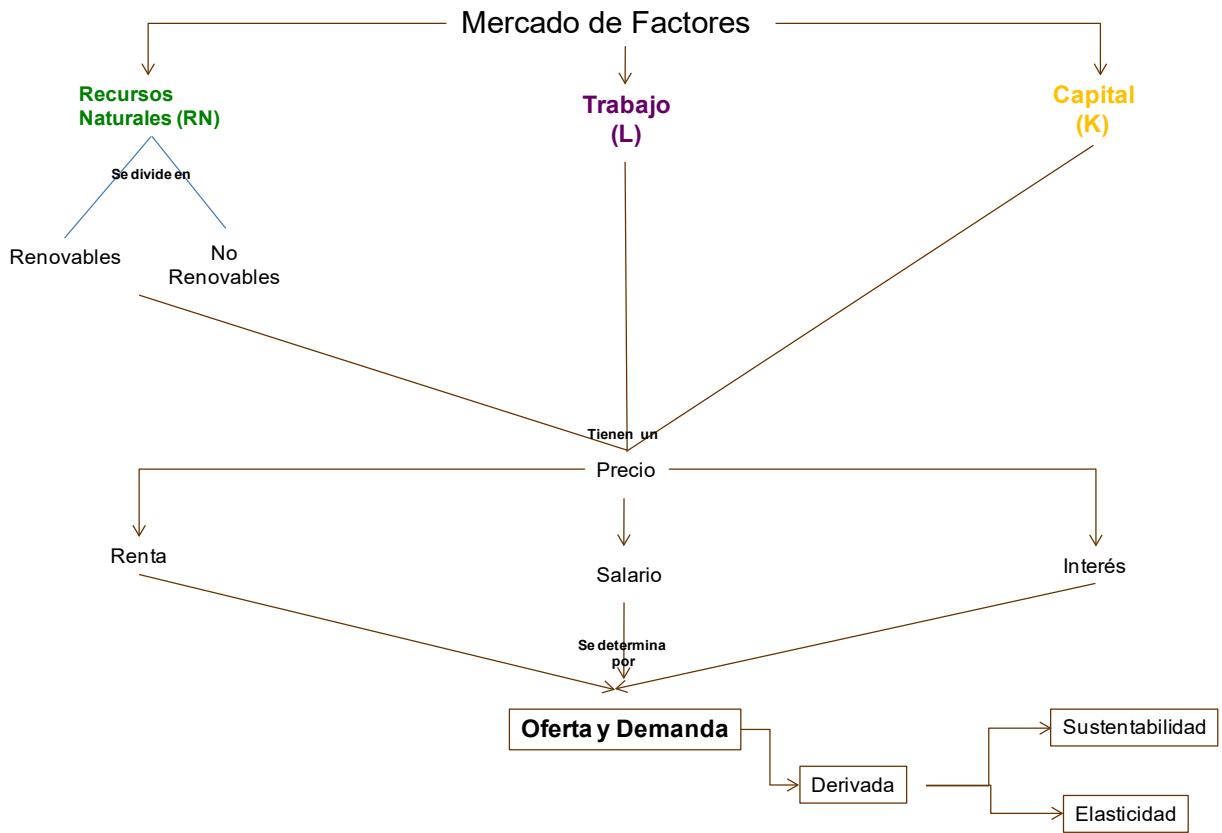 Mercado de Factores
Recursos
Naturales (RN)
Trabajo
(L)
Capital
(K)
Se divide en
Renovables
No
Renovables
Tienen un
Precio
Renta
Salario
Interés
Se determina
por
Oferta y Demanda
Sustentabilidad
Derivada
Elasticidad